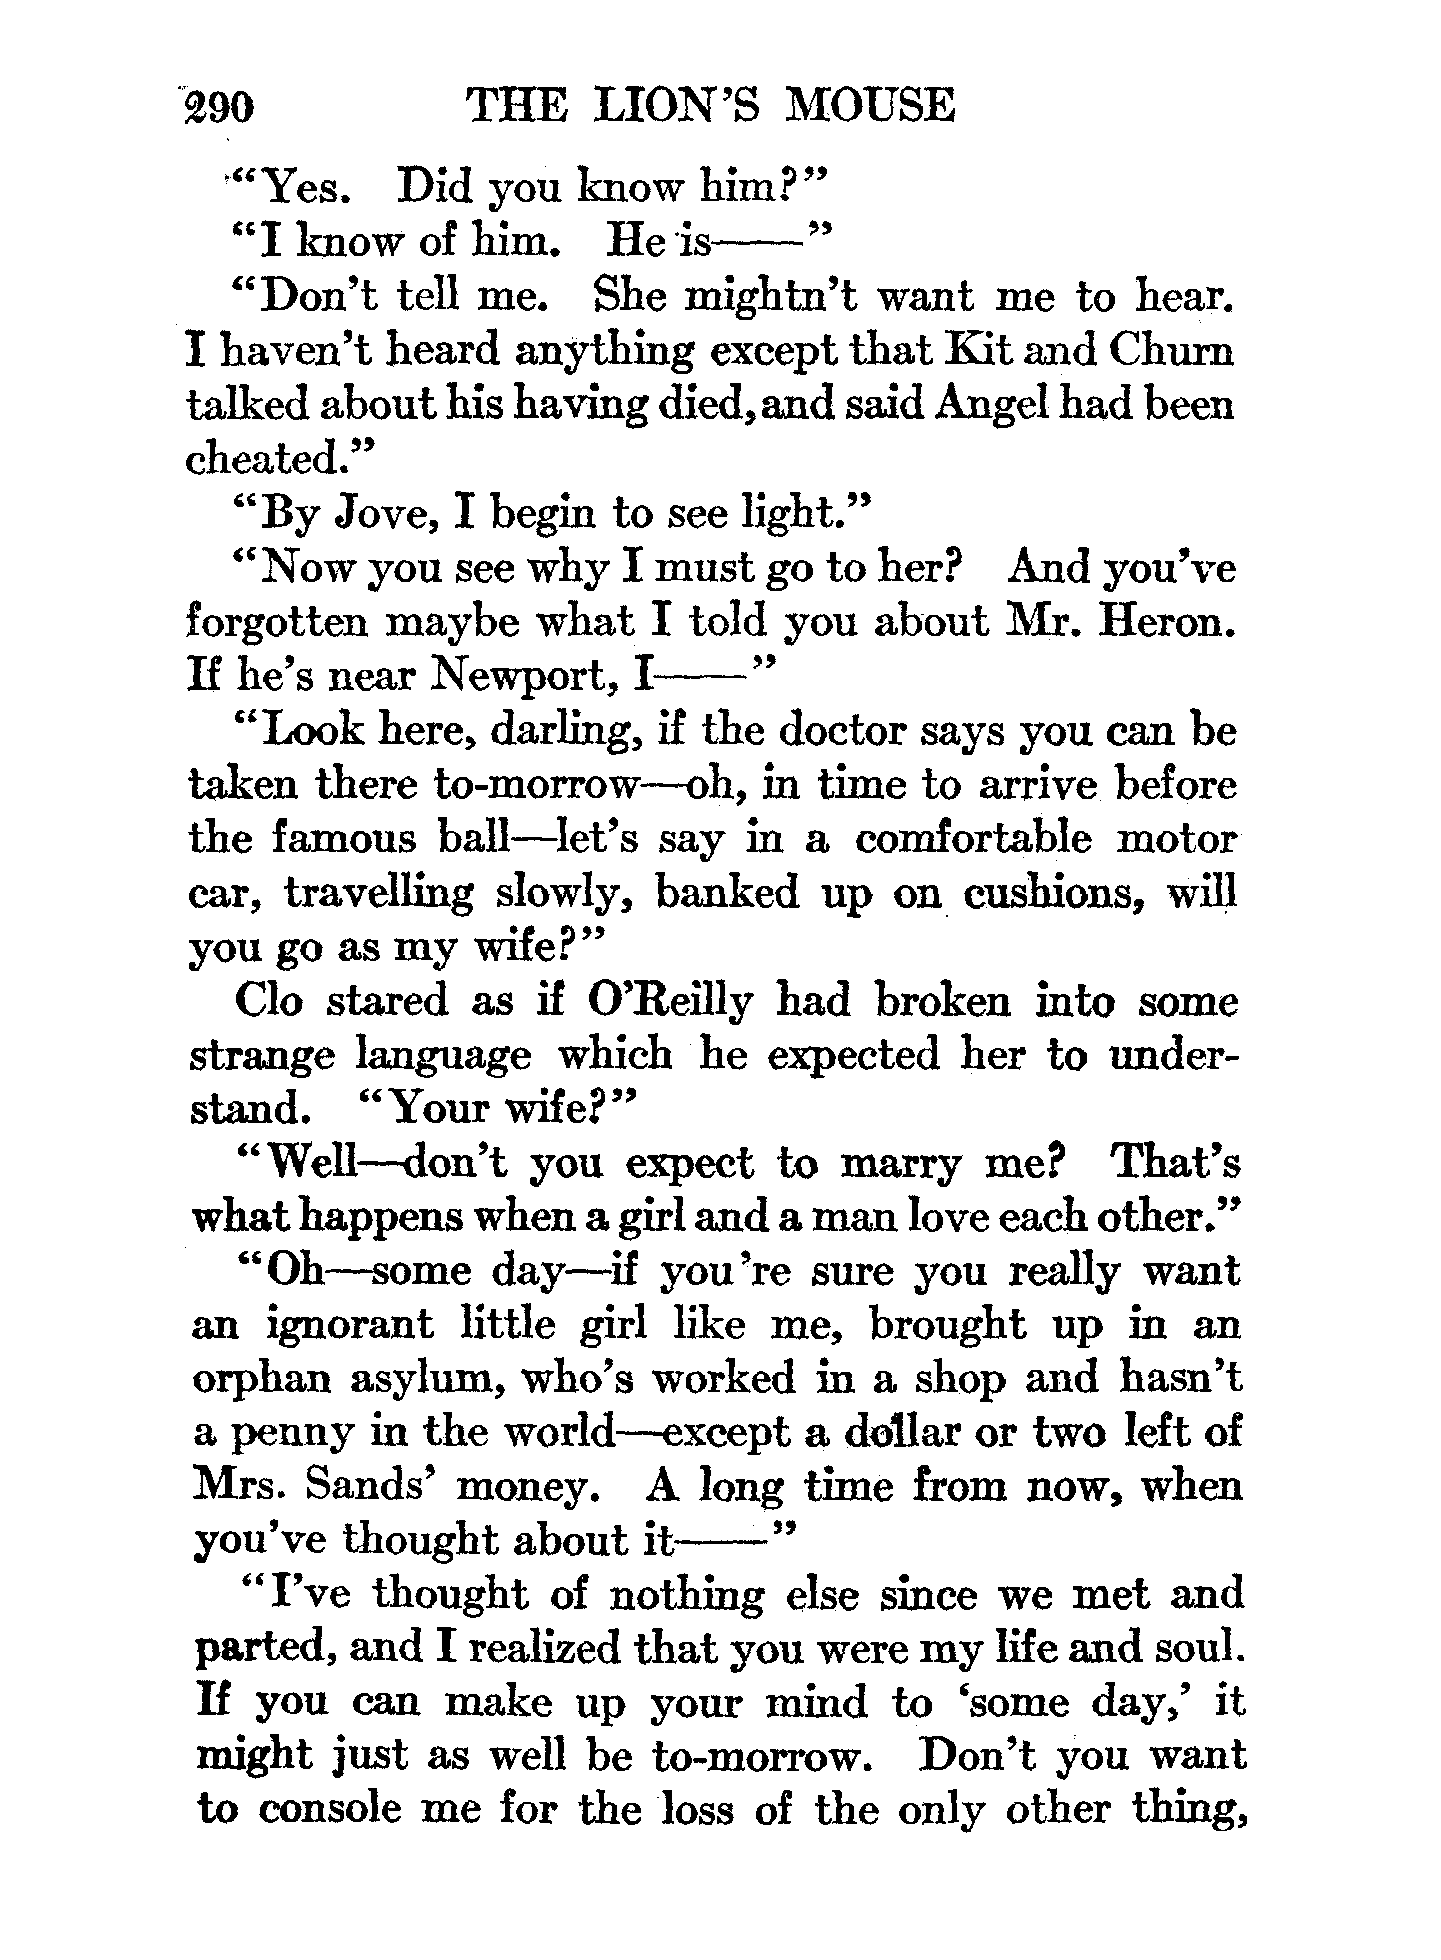 290 THE LION'S MOUSE
“Yes. Did you know him?”
“I know of him. He is——”
“Don't tell me. She mightn't want me to hear.
I haven't heard anything except that Kit and Churn
talked about his having died, and said Angel had been
cheated.”
“By Jove, I begin to see light.”
“Now you see why I must go to her? And you've
forgotten maybe what I told you about Mr. Heron.
If he's near Newport, I——”
“Look here, darling, if the doctor says you can be
taken there to-morrow—oh, in time to arrive before
the famous ball—let's say in a comfortable motor
car, travelling slowly, banked up on cushions, will
you go as my wife?”
Clo stared as if O'Reilly had broken into some
strange language which he expected her to under-
stand. “Your wife?”
“Well—don't you expect to marry me? That's
what happens when a girl and a man love each other.”
“Oh—some day—if you're sure you really want
an ignorant little girl like me, brought up in an
orphan asylum, who's worked in a shop and hasn't
a penny in the world—except a dollar or two left of
Mrs. Sands' money. A long time from now, when
you've thought about it——”
“I've thought of nothing else since we met and
parted, and I realized that you were my life and soul.
If you can make up your mind to ‘some day,’ it
might just as well be to-morrow. Don't you want
to console me for the loss of the only other thing,